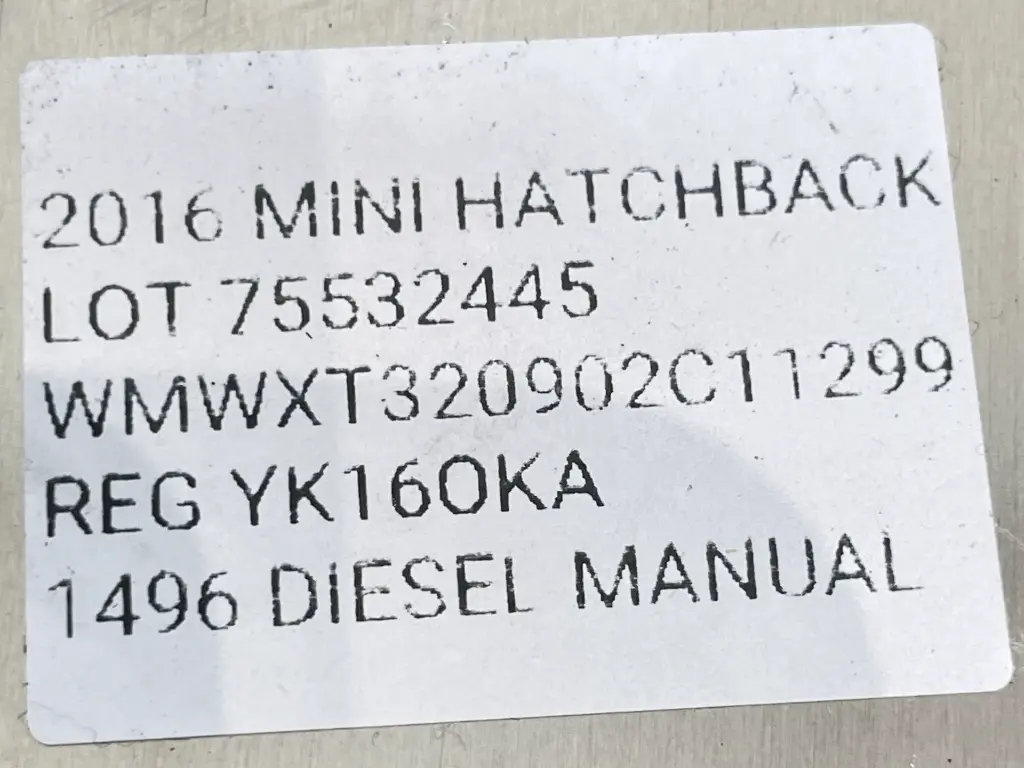 2016 MINI HATCHBACK
LOT 75532445
WMWXT320902C11299
REG YK16OKA
1496 DIESEL MANUAL